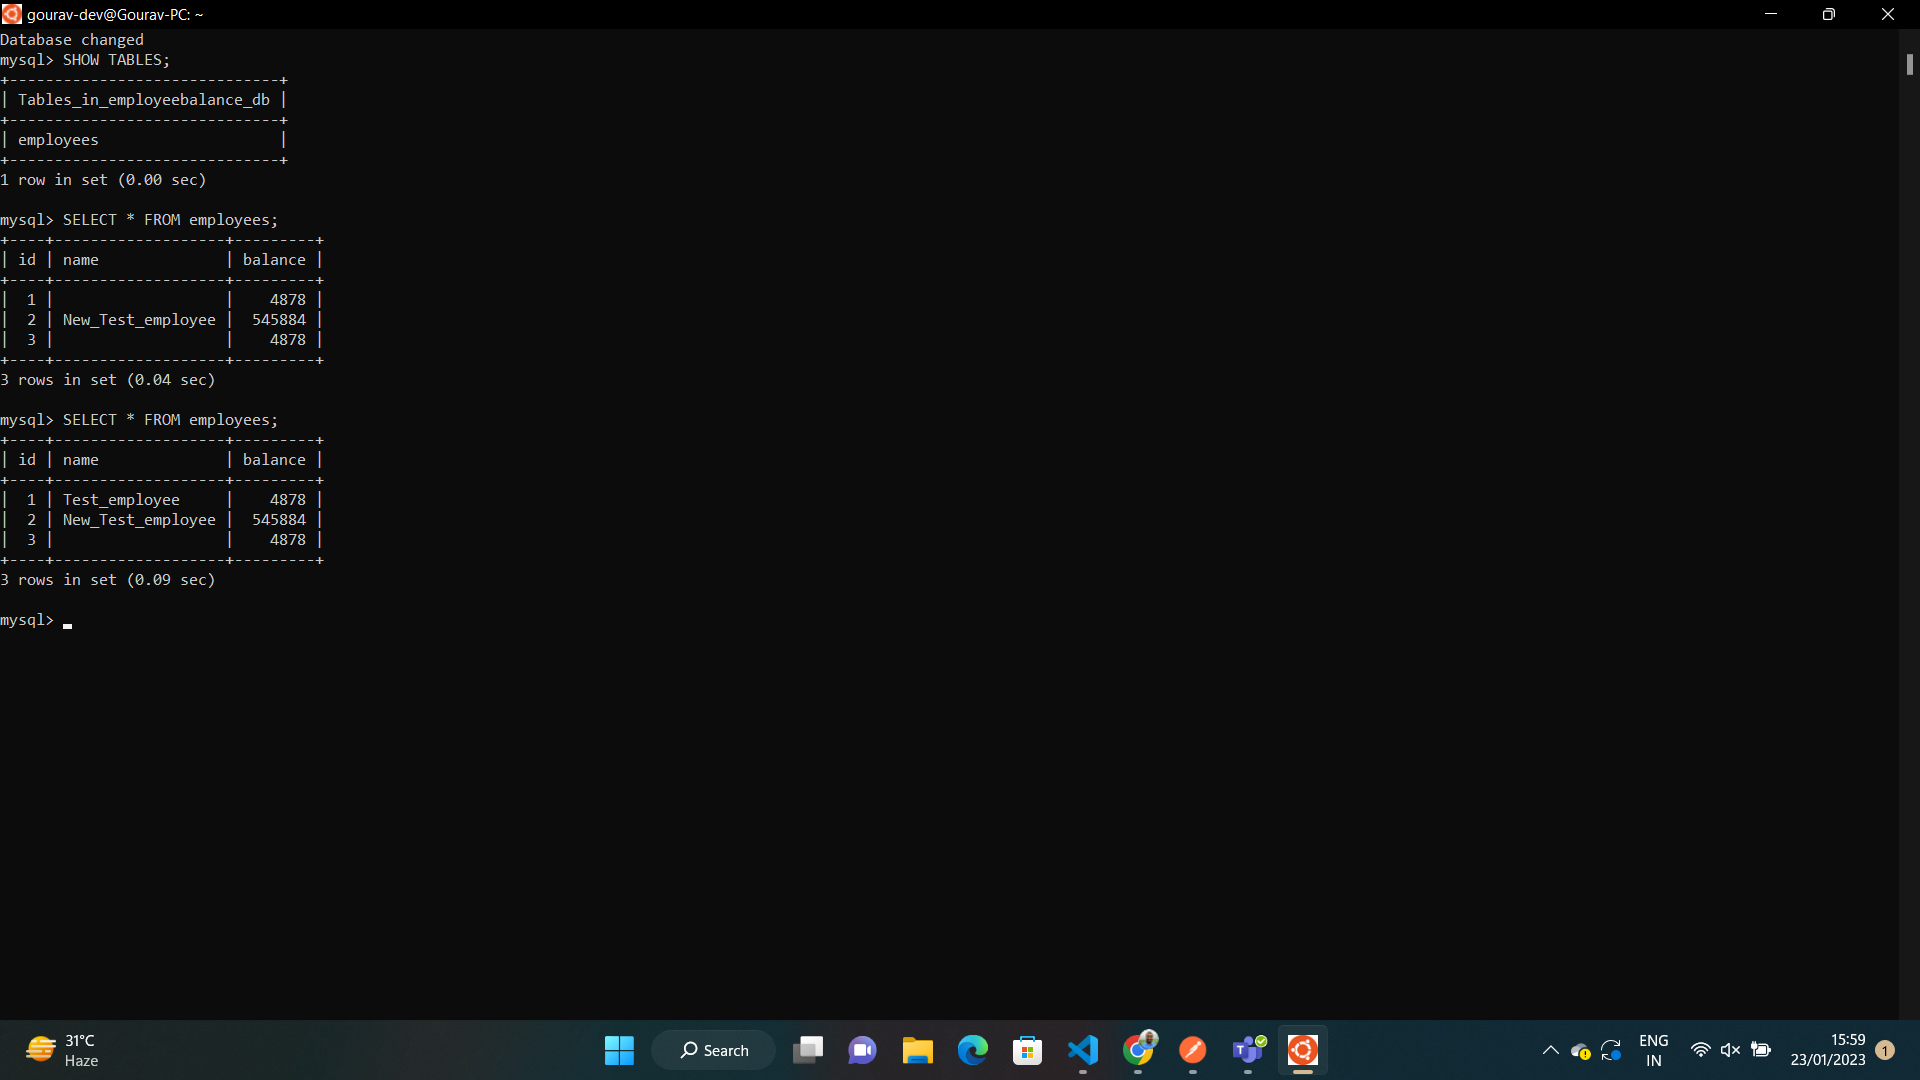 gourav-dev@Gourav-PC: ~
Database changed
mysql> SHOW TABLES;
+------------------------------+
| Tables_in_employeebalance_db |
+------------------------------+
| employees                    |
+------------------------------+
1 row in set (0.00 sec)
mysql> SELECT * FROM employees;
+----+-------------------+---------+
| id | name              | balance |
+----+-------------------+---------+
|  1 |                   |    4878 |
|  2 | New_Test_employee |  545884 |
|  3 |                   |    4878 |
+----+-------------------+---------+
3 rows in set (0.04 sec)
mysql> SELECT * FROM employees;
+----+-------------------+---------+
| id | name              | balance |
+----+-------------------+---------+
|  1 | Test_employee     |    4878 |
|  2 | New_Test_employee |  545884 |
|  3 |                   |    4878 |
+----+-------------------+---------+
3 rows in set (0.09 sec)
mysql>
31°C
Haze
Search
ENG
IN
15:59
23/01/2023
1